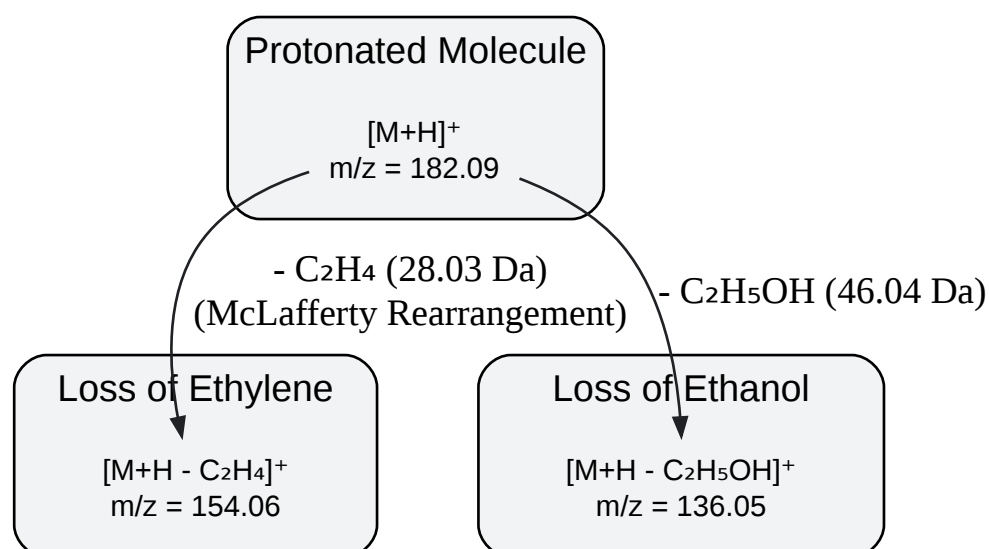 Protonated Molecule
[M+H]⁺
m/z = 182.09
- C₂H₄ (28.03 Da)
(McLafferty Rearrangement)
- C₂H₅OH (46.04 Da)
Loss of Ethylene
[M+H - C₂H₄]⁺
m/z = 154.06
Loss of Ethanol
[M+H - C₂H₅OH]⁺
m/z = 136.05